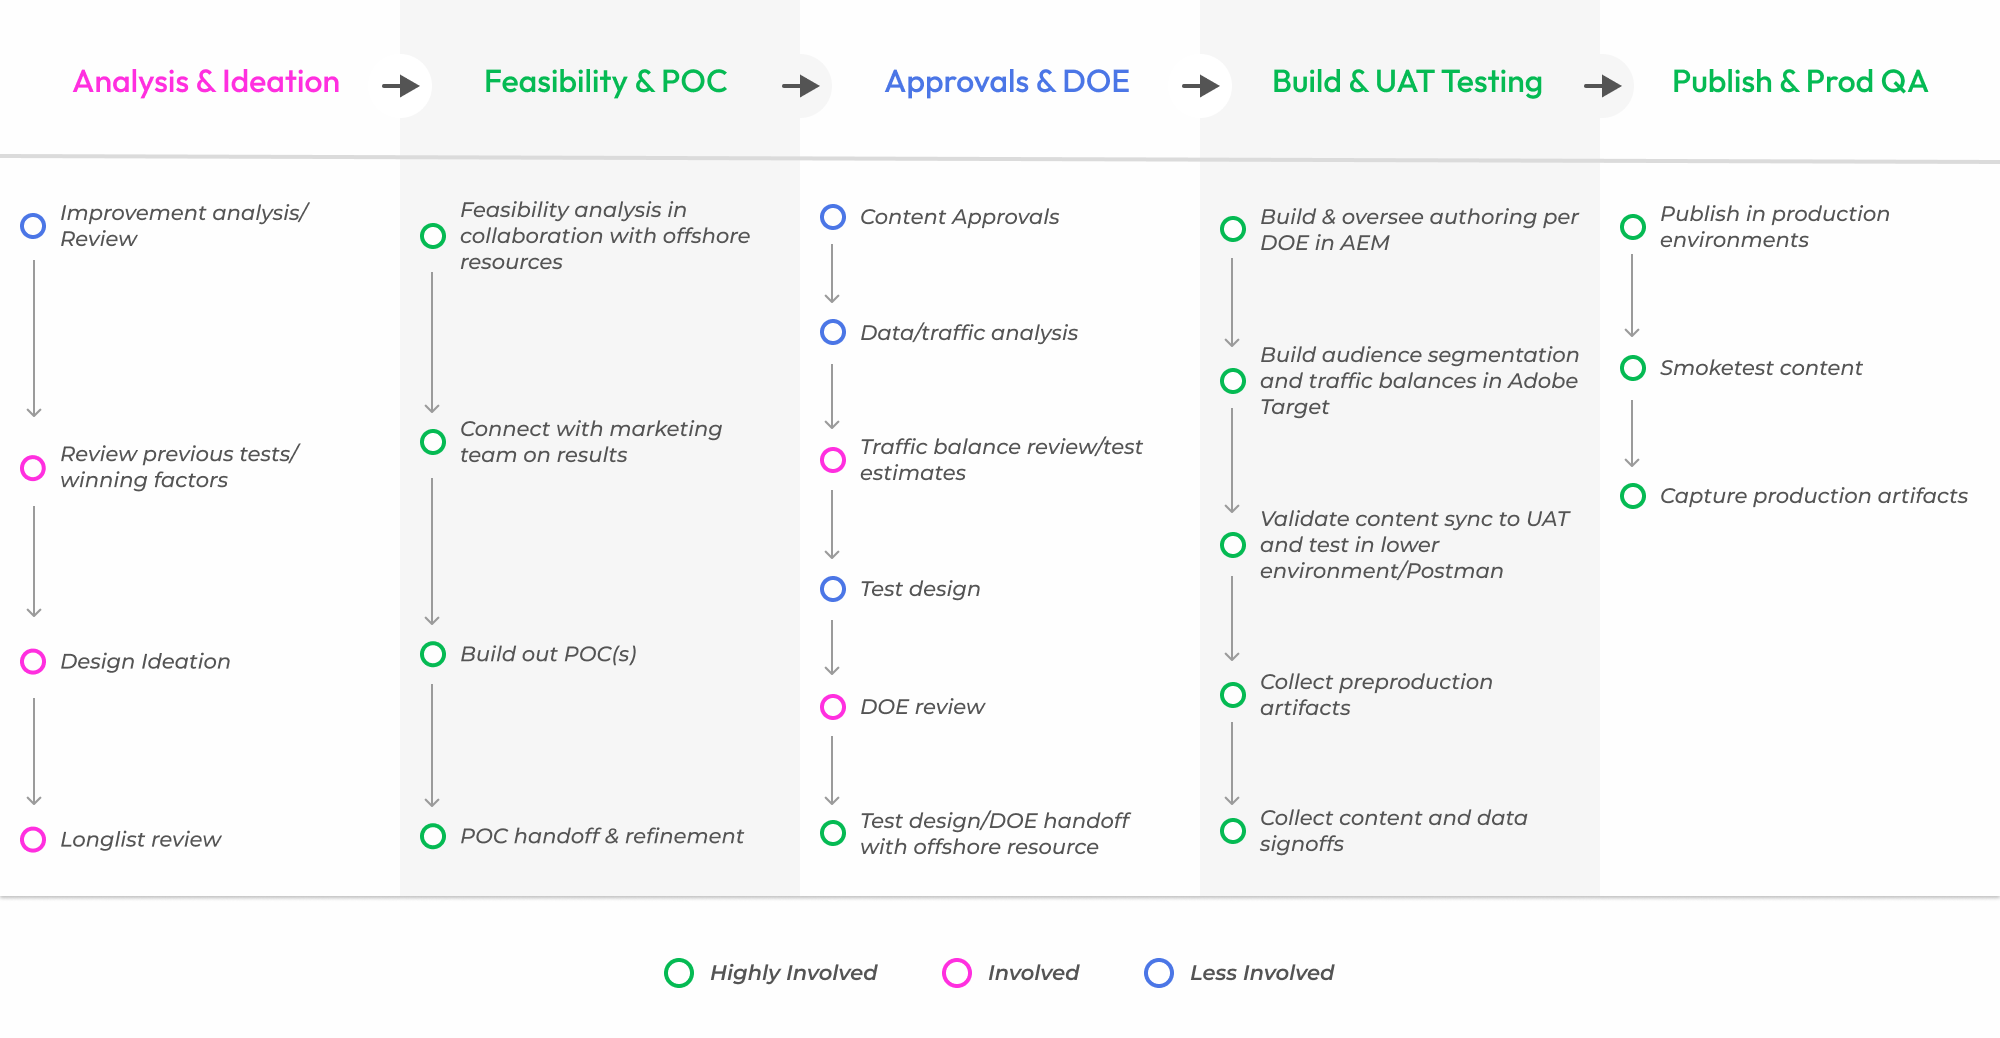 Analysis & Ideation
Feasibility & POC
Approvals & DOE
Build & UAT Testing
Publish & Prod QA
Improvement analysis/
Review
Review previous tests/
winning factors
Design Ideation
Longlist review
Feasibility analysis in
collaboration with offshore
resources
Connect with marketing
team on results
Build out POC(s)
POC handoff & refinement
Content Approvals
Data/traffic analysis
Traffic balance review/test
estimates
Test design
DOE review
Test design/DOE handoff
with offshore resource
Build & oversee authoring per
DOE in AEM
Build audience segmentation
and traffic balances in Adobe
Target
Validate content sync to UAT
and test in lower
environment/Postman
Collect preproduction
artifacts
Collect content and data
signoffs
Publish in production
environments
Smoketest content
Capture production artifacts
Highly Involved
Involved
Less Involved